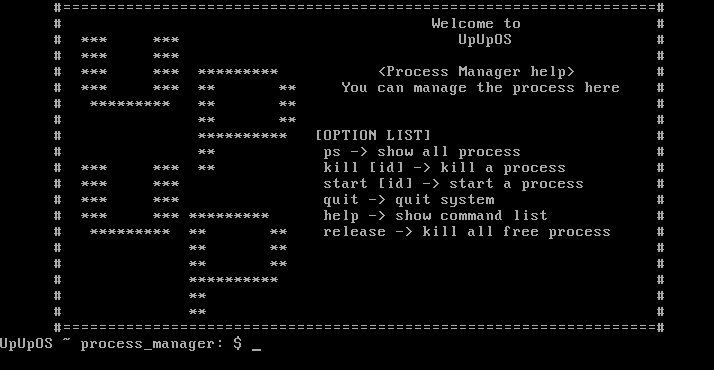 Welcome to
UpUpOS
<Process Manager help>
You can manage the process here
[OPTION LIST]
ps -> show all process
kill [id] -> kill a process
start [id] -> start a process
quit -> quit system
help -> show command list
release -> kill all free process
UpUpOS ~ process_manager: $ _